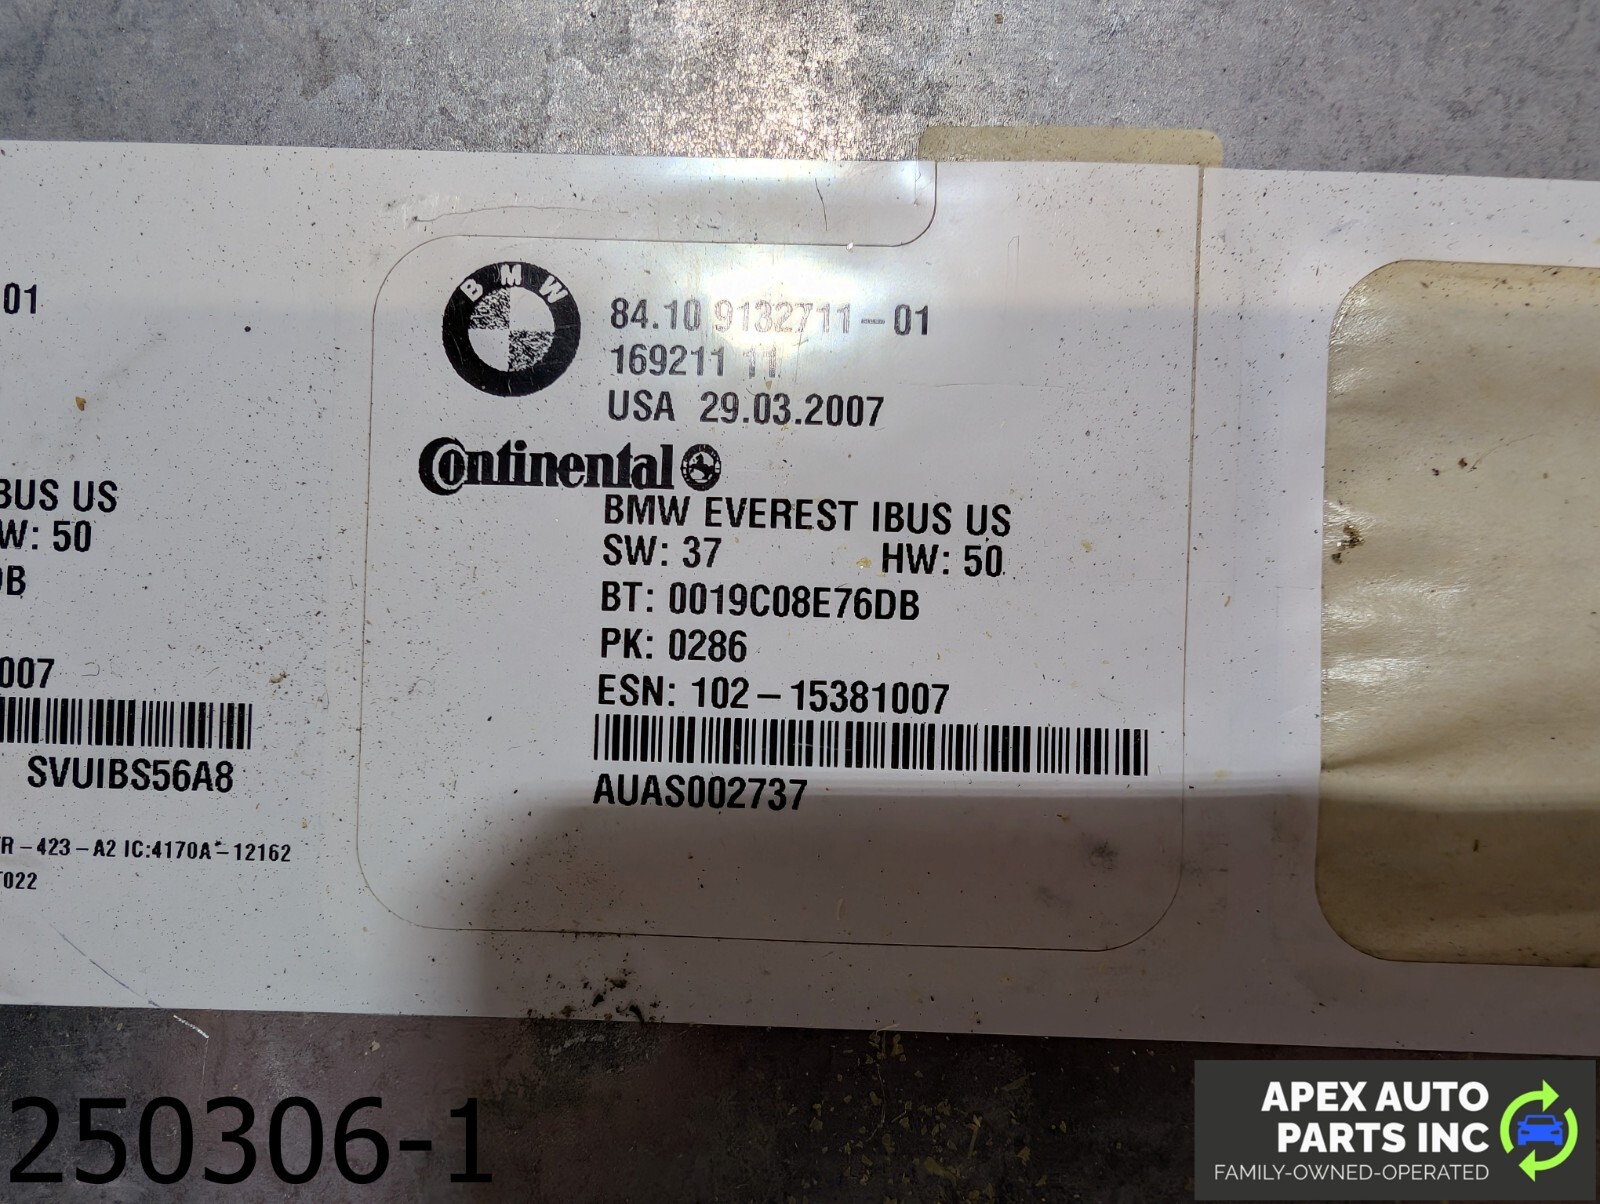 01
BUS US
W: 50
DB
007
SVUIBS56A8
TR-423-A2 IC:4170A-12162
T022
BMW
84.10 9132711-01
169211 11
USA 29.03.2007
Continental
BMW EVEREST IBUS US
SW: 37 HW: 50
BT: 0019C08E76DB
PK: 0286
ESN: 102-15381007
AUAS002737
250306-1
APEX AUTO
PARTS INC
FAMILY-OWNED-OPERATED